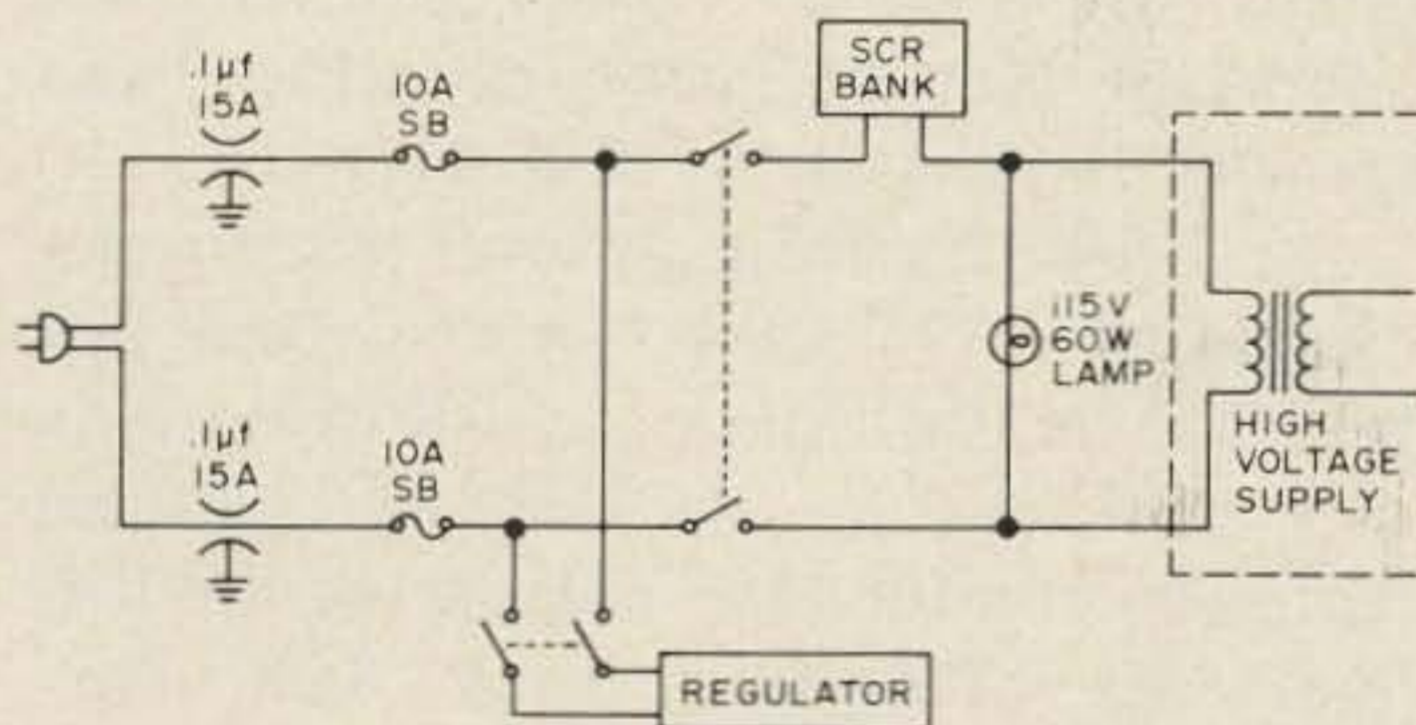 .1µf
15A
10A
SB
SCR
BANK
115V
60W
LAMP
.1µf
15A
10A
SB
HIGH
VOLTAGE
SUPPLY
REGULATOR